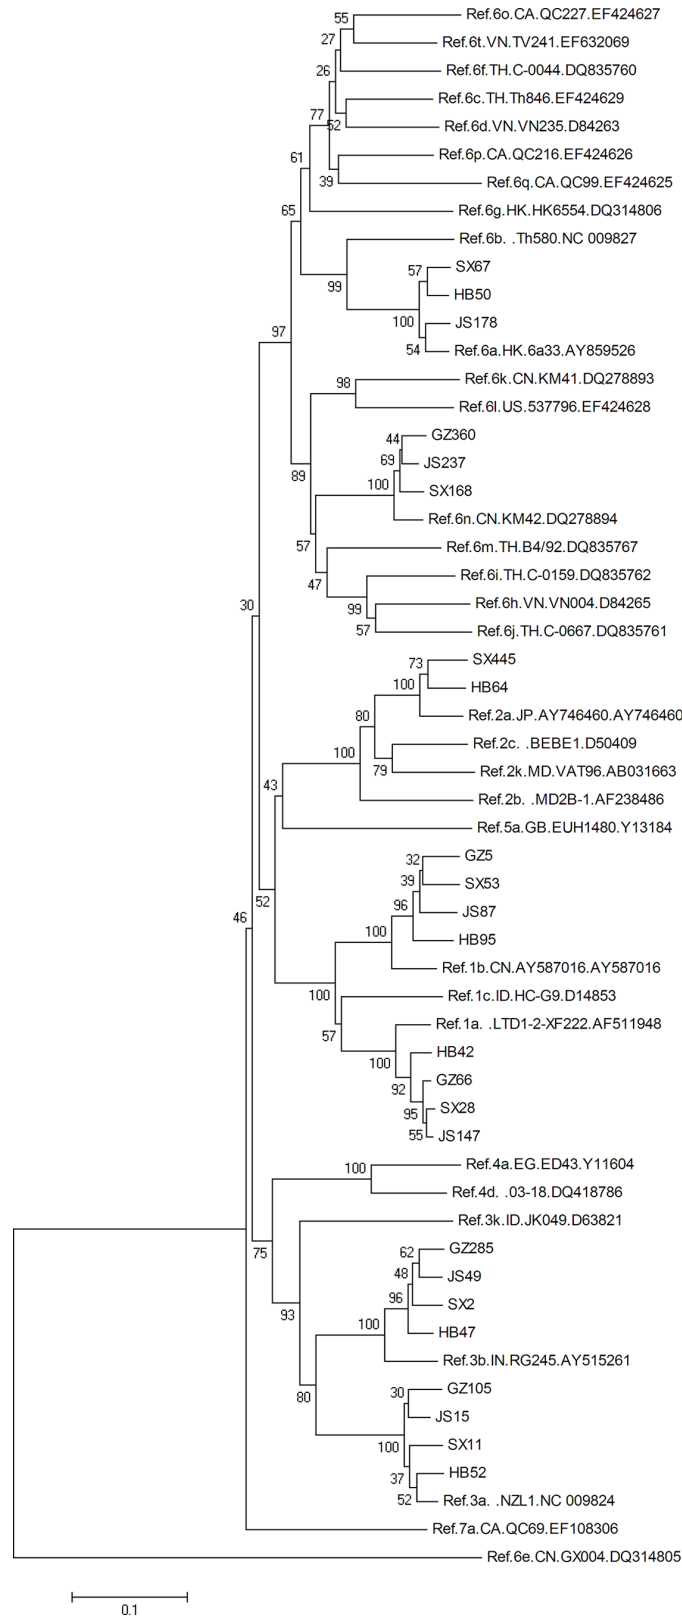 Ref.6o.CA.QC227.EF424627
55
Ref.6t.VN.TV241.EF632069
27
Ref.6f.TH.C-0044.DQ835760
26
Ref.6c.TH.Th846.EF424629
77
52
Ref.6d.VN.VN235.D84263
Ref.6p.CA.QC216.EF424626
61
39
Ref.6q.CA.QC99.EF424625
65
Ref.6g.HK.HK6554.DQ314806
Ref.6b. .Th580.NC 009827
57
SX67
99
HB50
97
100
JS178
54
Ref.6a.HK.6a33.AY859526
98
Ref.6k.CN.KM41.DQ278893
Ref.6l.US.537796.EF424628
44
GZ360
69
JS237
89
100
SX168
Ref.6n.CN.KM42.DQ278894
57
Ref.6m.TH.B4/92.DQ835767
47
Ref.6i.TH.C-0159.DQ835762
30
99
Ref.6h.VN.VN004.D84265
57
Ref.6j.TH.C-0667.DQ835761
73
SX445
100
HB64
80
Ref.2a.JP.AY746460.AY746460
100
Ref.2c. .BEBE1.D50409
79
Ref.2k.MD.VAT96.AB031663
43
Ref.2b. .MD2B-1.AF238486
Ref.5a.GB.EUH1480.Y13184
32
GZ5
39
SX53
52
96
JS87
46
100
HB95
Ref.1b.CN.AY587016.AY587016
100
Ref.1c.ID.HC-G9.D14853
57
Ref.1a. .LTD1-2-XF222.AF511948
100
HB42
92
GZ66
95
SX28
55
JS147
100
Ref.4a.EG.ED43.Y11604
Ref.4d. .03-18.DQ418786
Ref.3k.ID.JK049.D63821
75
62
GZ285
48
JS49
96
SX2
93
100
HB47
Ref.3b.IN.RG245.AY515261
30
GZ105
80
JS15
100
SX11
37
HB52
52
Ref.3a. .NZL1.NC 009824
Ref.7a.CA.QC69.EF108306
Ref.6e.CN.GX004.DQ314805
0.1